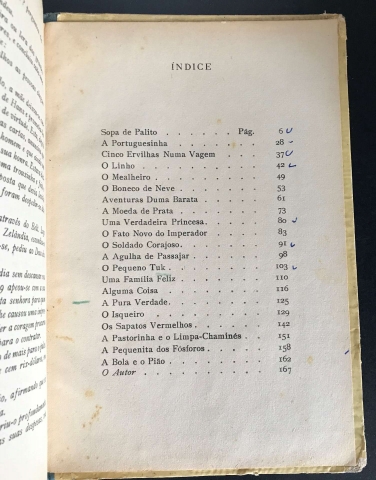 ÍNDICE
Sopa de Palito . . . . . . . Pág. 6
A Portuguesinha . . . . . . . . 28
Cinco Ervilhas Numa Vagem . . . . 37
O Linho . . . . . . . . . . 42
O Mealheiro . . . . . . . . . 49
O Boneco de Neve . . . . . . . 53
Aventuras Duma Barata . . . . . . 61
A Moeda de Prata . . . . . . . 73
Uma Verdadeira Princesa. . . . . . 80
O Fato Novo do Imperador . . . . . 83
O Soldado Corajoso. . . . . . . . 91
A Agulha de Passajar . . . . . . . 98
O Pequeno Tuk . . . . . . . . 103
Uma Família Feliz . . . . . . . 110
Alguma Coisa . . . . . . . . . 116
A Pura Verdade. . . . . . . . . 125
O Isqueiro . . . . . . . . . 129
Os Sapatos Vermelhos . . . . . . 142
A Pastorinha e o Limpa-Chaminés . . . 151
A Pequenita dos Fósforos . . . . . 158
A Bola e o Pião . . . . . . . . 162
O Autor . . . . . . . . . . 167